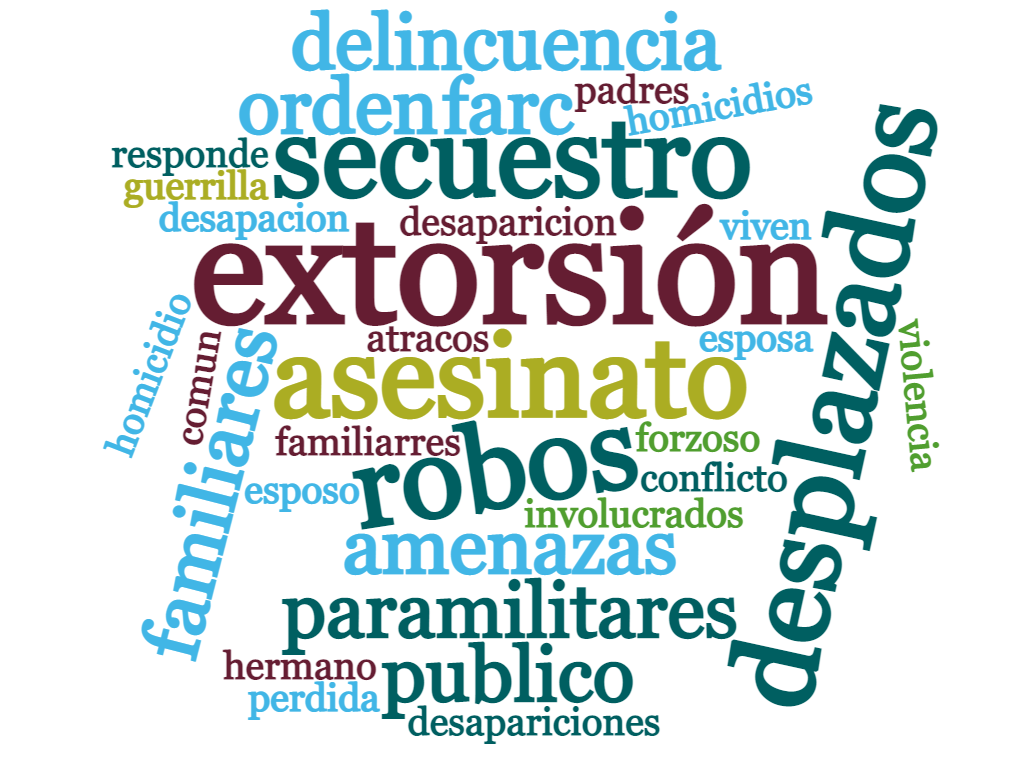 delincuencia
orden farc padres homicidios
responde secuestro
guerrilla
desapacion desaparicion viven
extorsión
desplazados
homicidio
comun
familiares
atracos esposa
violencia
asesinato
familiarres robos forzoso
esposo conflicto
involucrados
amenazas
paramilitares
hermano publico
perdida
desapariciones